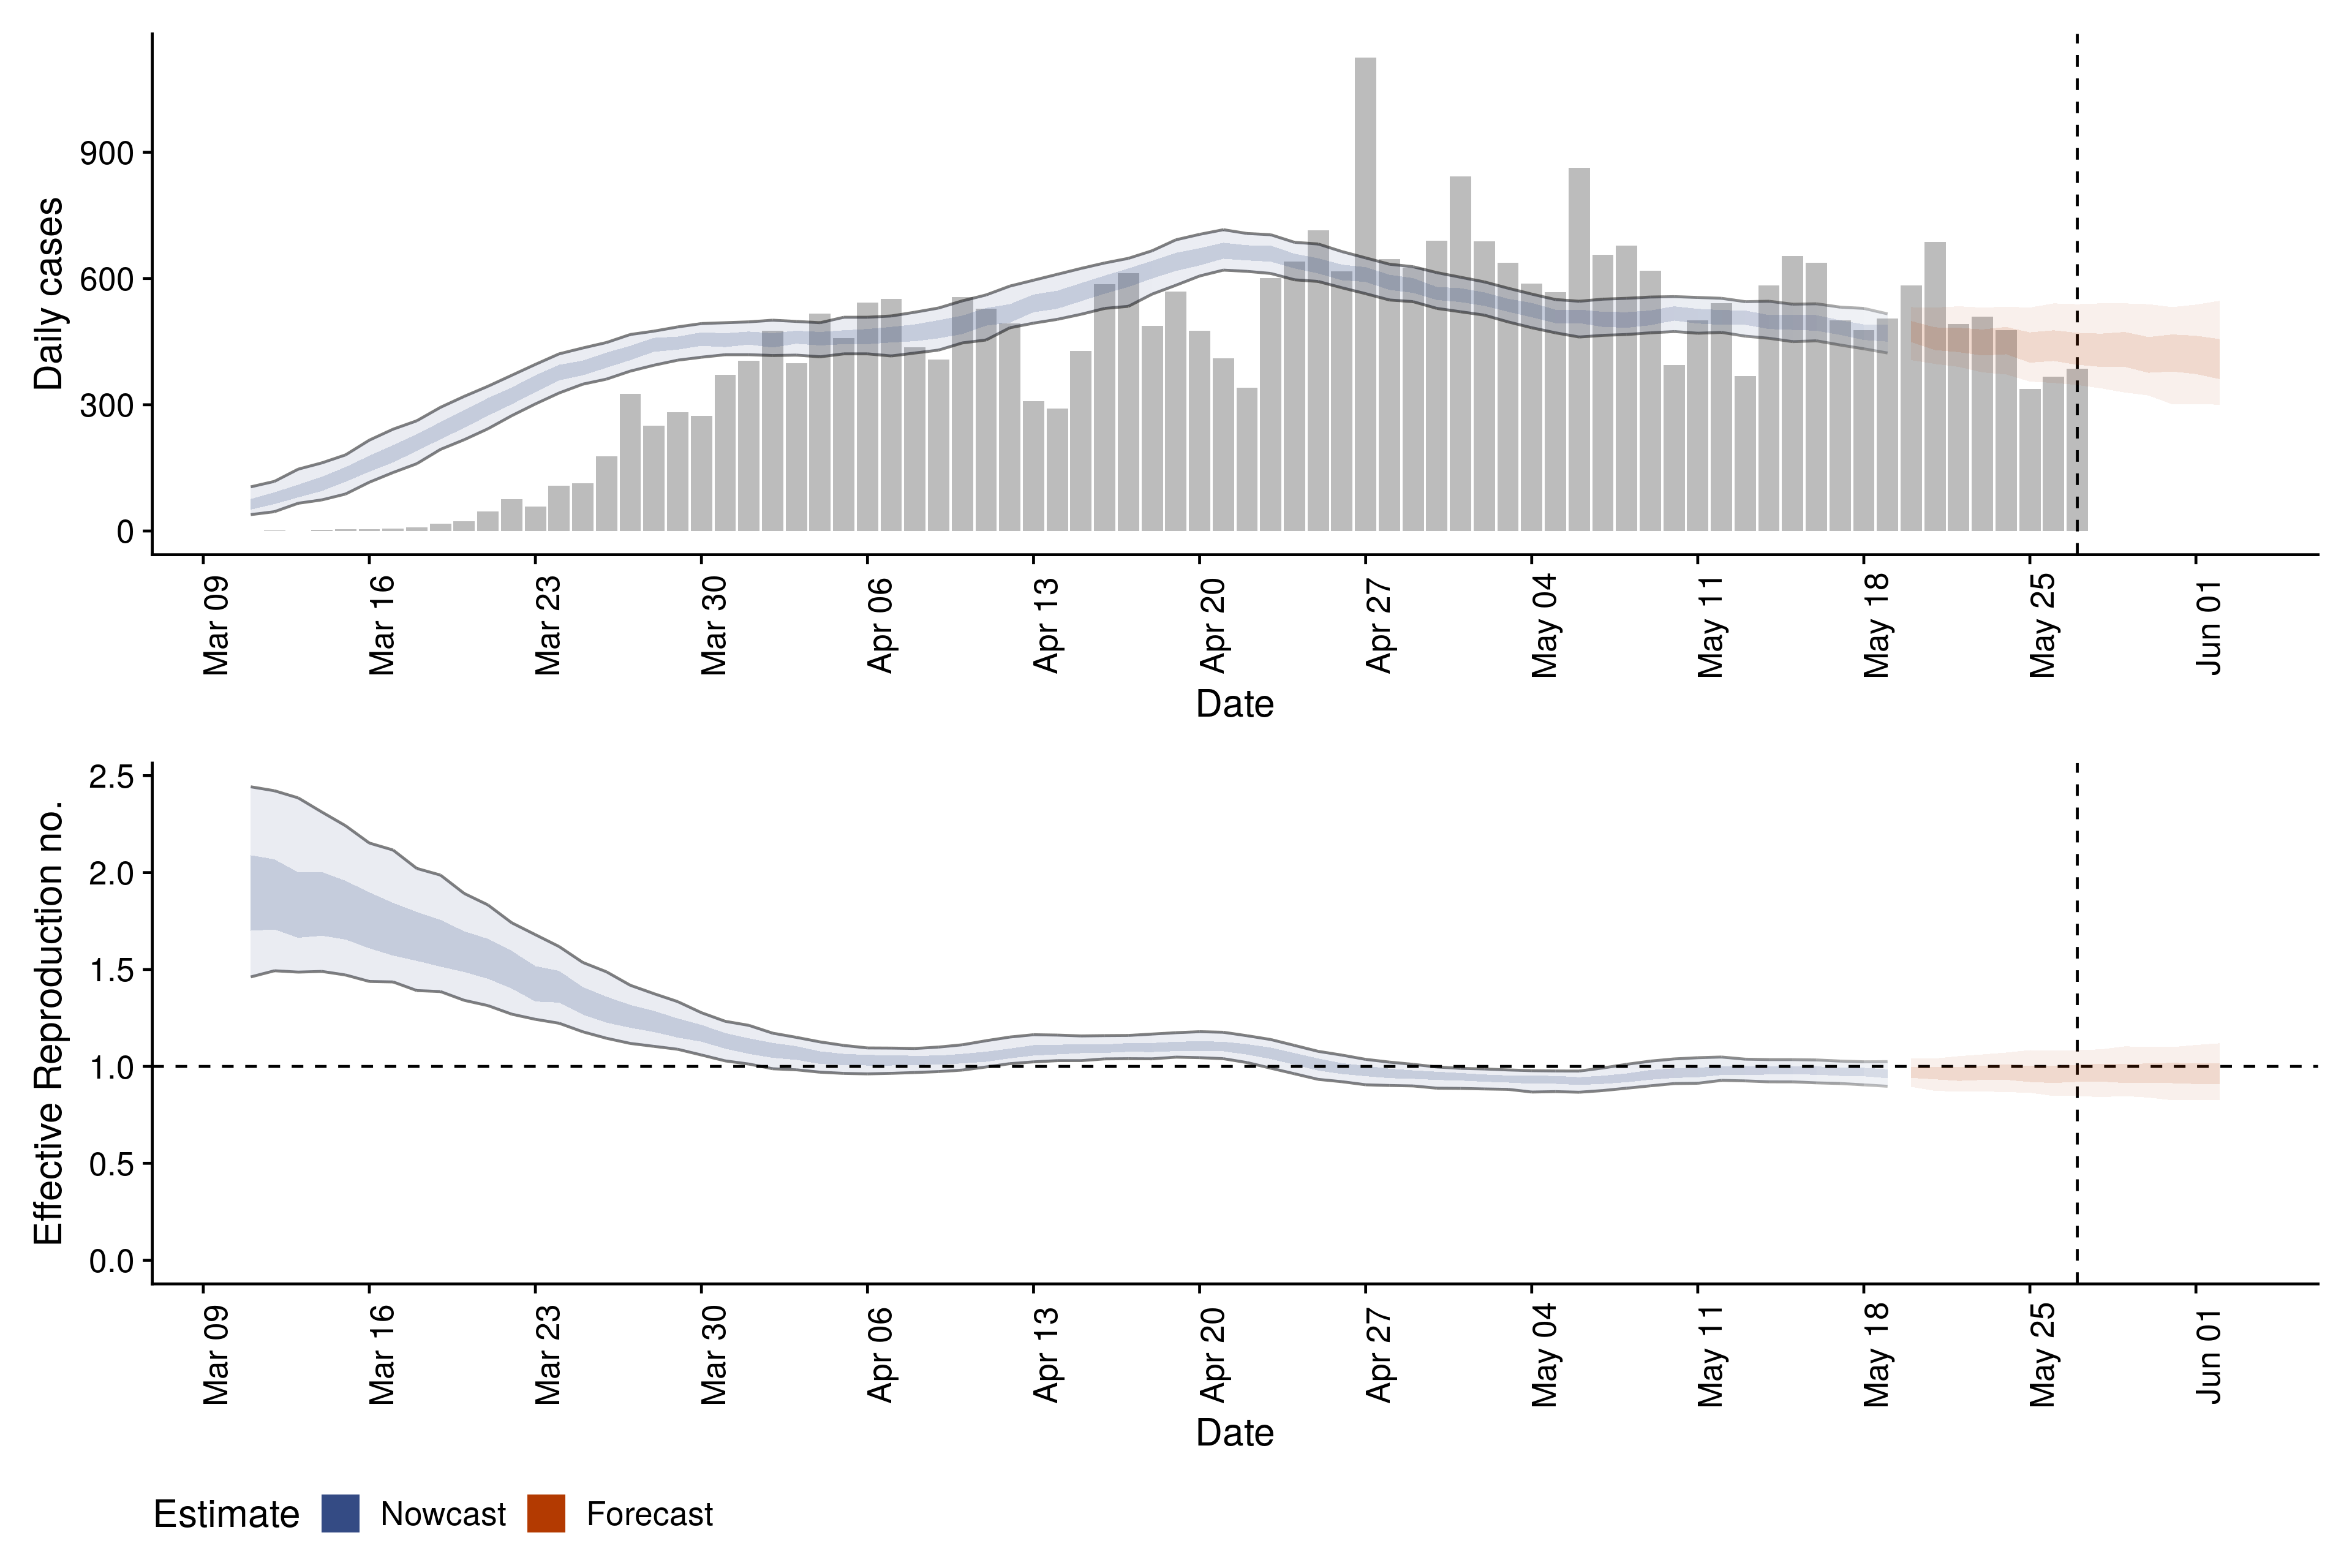 Daily cases
900
600
300
0
Mar 09
Mar 16
Mar 23
Mar 30
Apr 06
Apr 13
Apr 20
Apr 27
May 04
May 11
May 18
May 25
Jun 01
Date
Effective Reproduction no.
2.5
2.0
1.5
1.0
0.5
0.0
Mar 09
Mar 16
Mar 23
Mar 30
Apr 06
Apr 13
Apr 20
Apr 27
May 04
May 11
May 18
May 25
Jun 01
Date
Estimate Nowcast Forecast